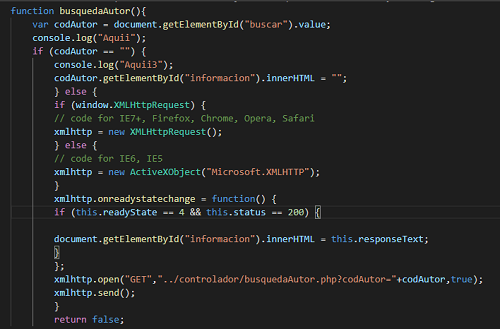 function busquedaAutor(){
var codAutor = document.getElementById("buscar").value;
console.log("Aquii");
if (codAutor == "") {
console.log("Aquii3");
codAutor.getElementById("informacion").innerHTML = "";
} else {
if (window.XMLHttpRequest) {
// code for IE7+, Firefox, Chrome, Opera, Safari
xmlhttp = new XMLHttpRequest();
} else {
// code for IE6, IE5
xmlhttp = new ActiveXObject("Microsoft.XMLHTTP");
}
xmlhttp.onreadystatechange = function() {
if (this.readyState == 4 && this.status == 200) {
document.getElementById("informacion").innerHTML = this.responseText;
}
};
xmlhttp.open("GET","../controlador/busquedaAutor.php?codAutor="+codAutor,true);
xmlhttp.send();
}
return false;